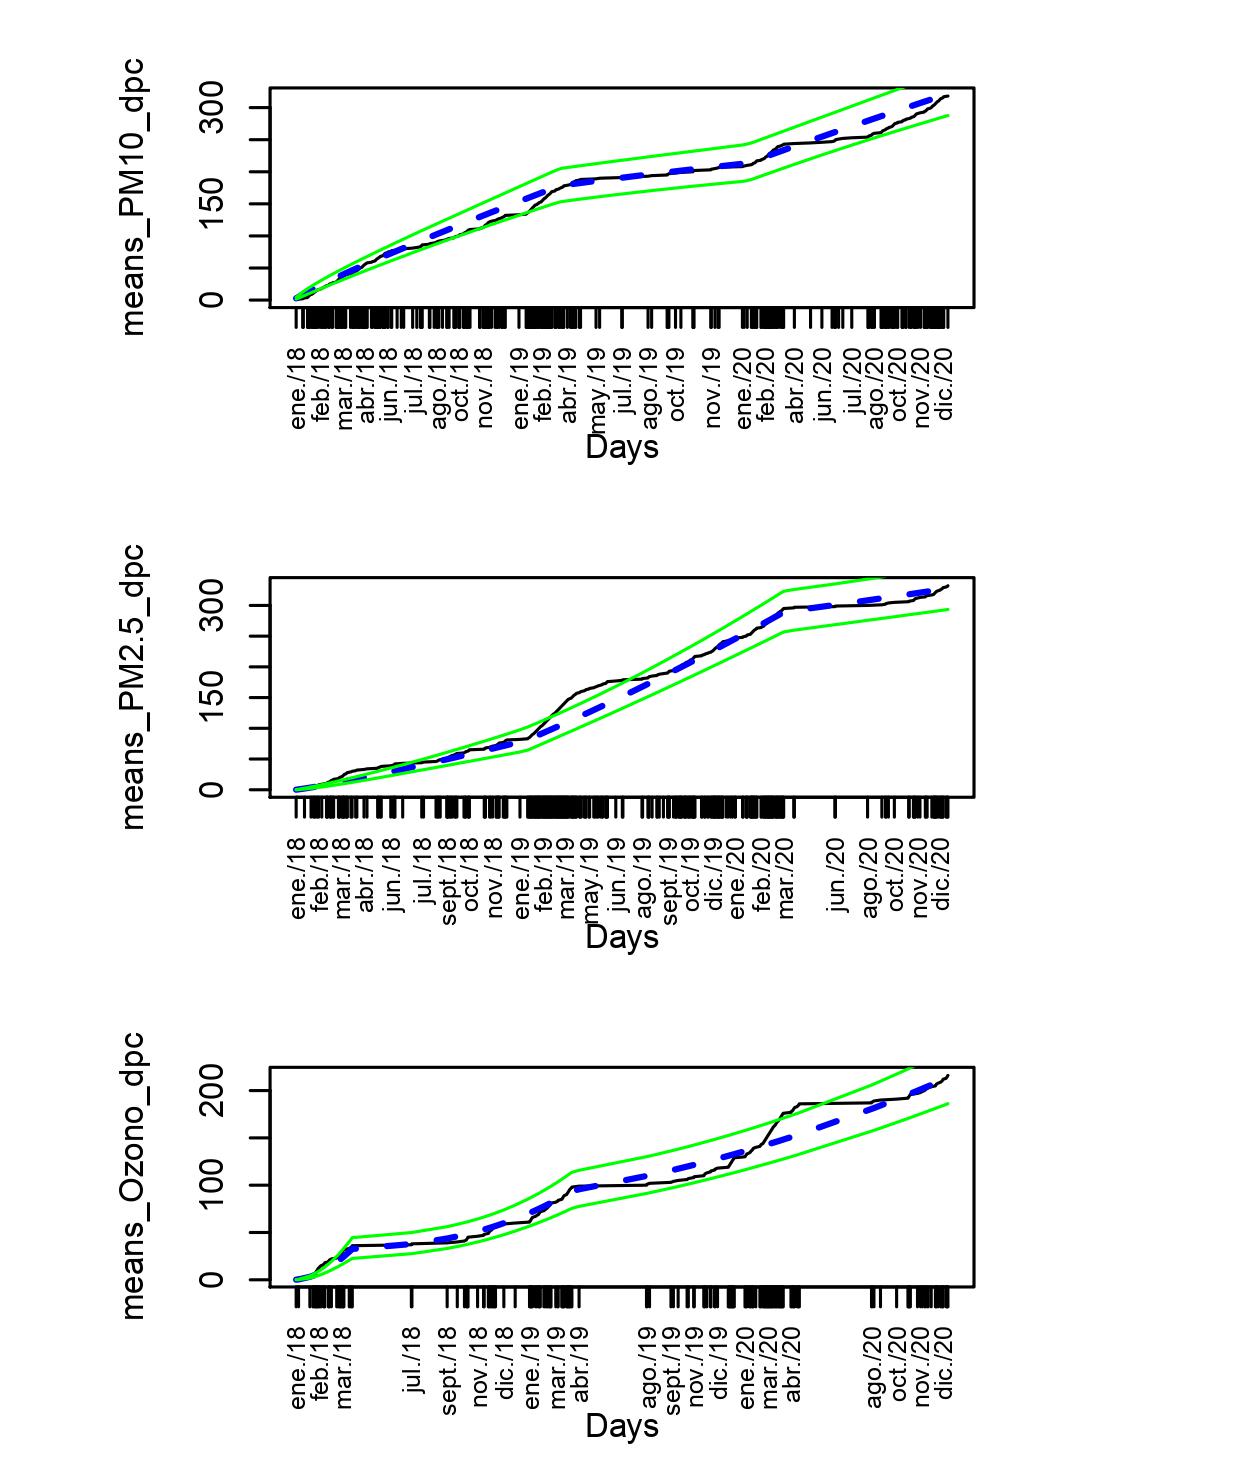 means_PM10_dpc
0 150 300
ene./18 feb./18 mar./18 abr./18 jun./18 jul./18 ago./18 oct./18 nov./18 ene./19 feb./19 abr./19 may./19 jul./19 ago./19 oct./19 nov./19 ene./20 feb./20 abr./20 jun./20 jul./20 ago./20 oct./20 nov./20 dic./20
Days
means_PM2.5_dpc
0 150 300
ene./18 feb./18 mar./18 abr./18 jun./18 jul./18 sept./18 oct./18 nov./18 ene./19 feb./19 mar./19 may./19 jun./19 ago./19 sept./19 oct./19 dic./19 ene./20 feb./20 mar./20 jun./20 ago./20 oct./20 nov./20 dic./20
Days
means_Ozono_dpc
0 100 200
ene./18 feb./18 mar./18 jul./18 sept./18 nov./18 dic./18 ene./19 mar./19 abr./19 ago./19 sept./19 nov./19 dic./19 ene./20 mar./20 abr./20 ago./20 oct./20 nov./20 dic./20
Days